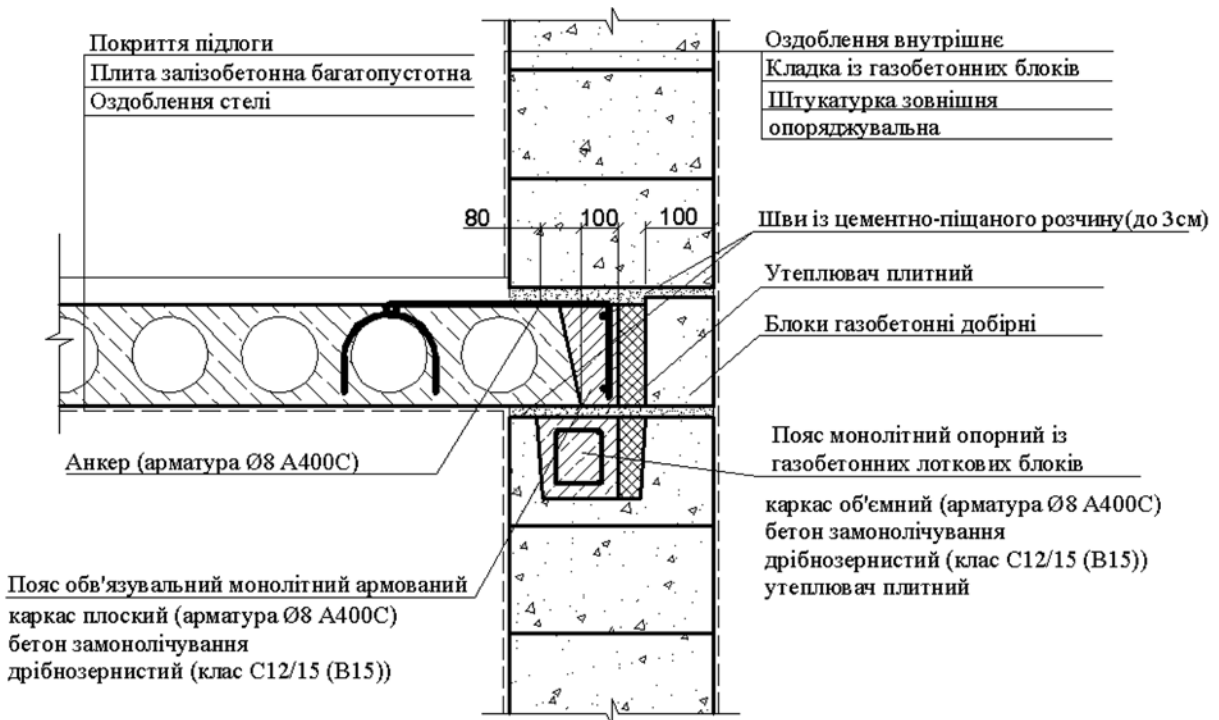 Покриття підлоги
Плита залізобетонна багатопустотна
Оздоблення стелі
Оздоблення внутрішнє
Кладка із газобетонних блоків
Штукатурка зовнішня
опоряджувальна
80
100
100
Шви із цементно-піщаного розчину(до 3см)
Утеплювач плитний
Блоки газобетонні добірні
Анкер (арматура Ø8 А400С)
Пояс монолітний опорний із
газобетонних лоткових блоків
каркас об'ємний (арматура Ø8 А400С)
бетон замонолічування
дрібнозернистий (клас С12/15 (В15))
утеплювач плитний
Пояс обв'язувальний монолітний армований
каркас плоский (арматура Ø8 А400С)
бетон замонолічування
дрібнозернистий (клас С12/15 (В15))